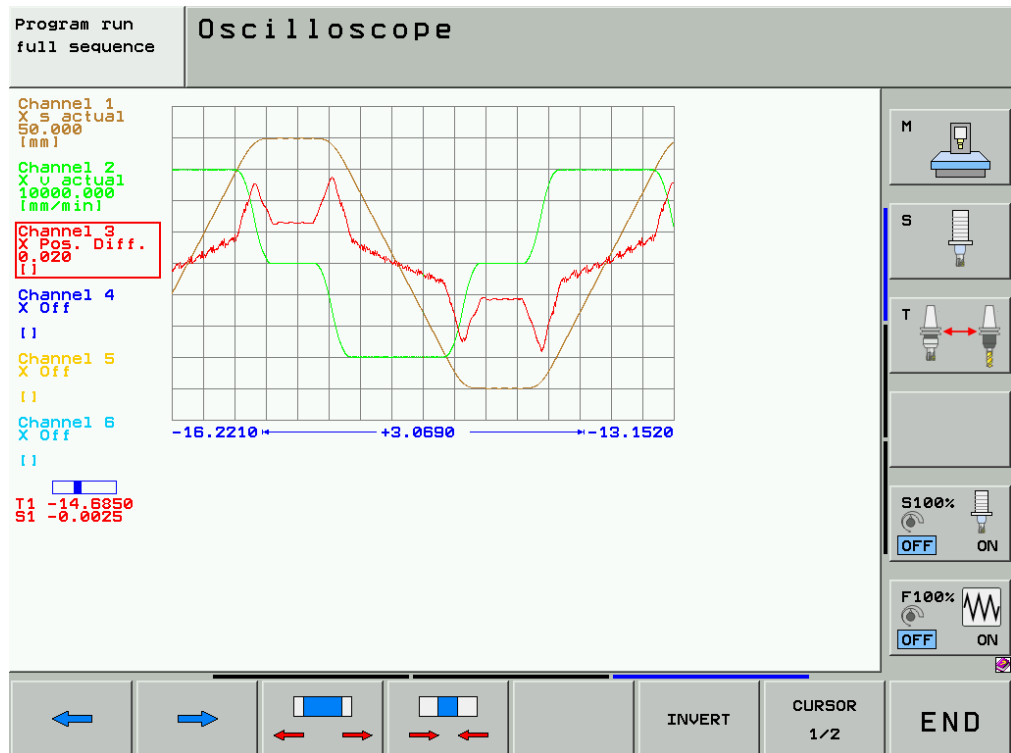 Program run
full sequence
Oscilloscope
Channel 1
X s actual
50.000
[mm]
Channel 2
X v actual
10000.000
[mm/min]
Channel 3
X Pos. Diff.
0.020
[]
Channel 4
X Off
[]
Channel 5
X Off
[]
Channel 6
X Off
[]
T1 -14.6850
S1 -0.0025
-16.2210
+3.0690
-13.1520
M
S
T
S100%
OFF ON
F100%
OFF ON
INVERT
CURSOR
1/2
END